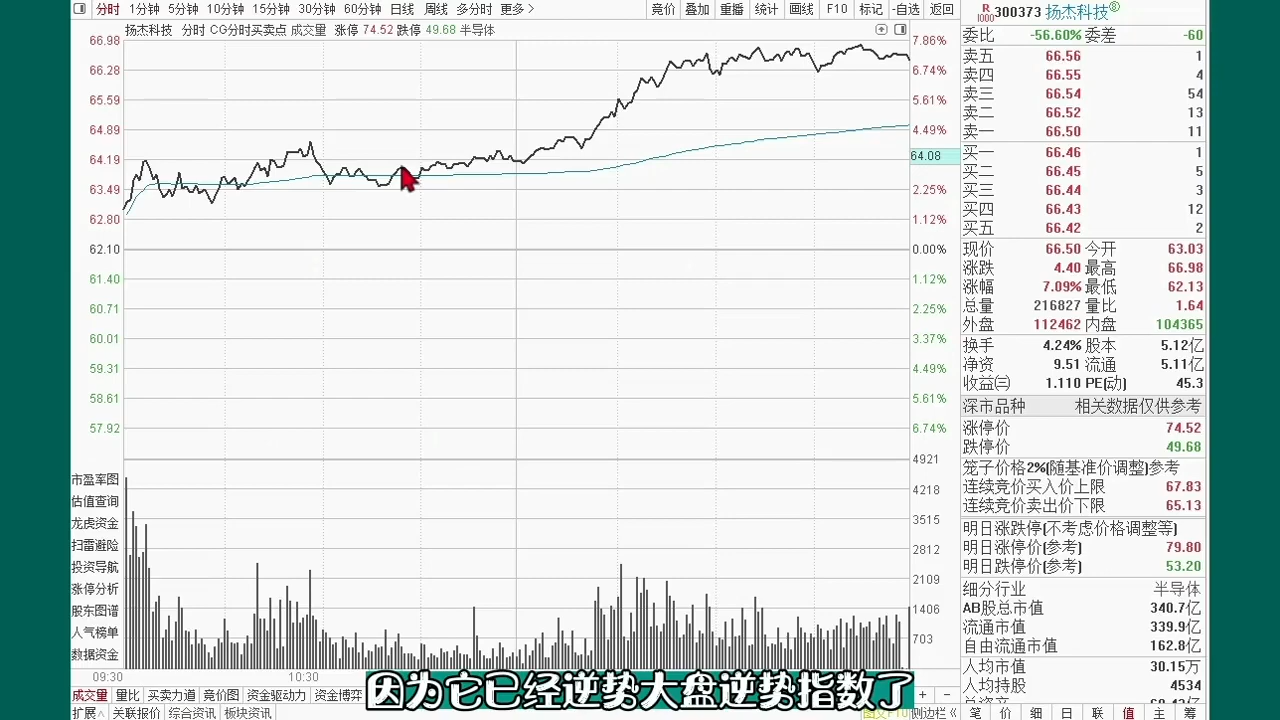 分时 1分钟 5分钟 10分钟 15分钟 30分钟 60分钟 日线 周线 多分时 更多 > 竞价 叠加 重播 统计 画线 F10 标记 -自选 返回
扬杰科技 分时 CG分时买卖点 成交量 涨停 74.52 跌停 49.68 半导体
66.98 7.86%
66.28 6.74%
65.59 5.61%
64.89 4.49%
64.19 64.08
63.49 2.25%
62.80 1.12%
62.10 0.00%
61.40 1.12%
60.71 2.25%
60.01 3.37%
59.31 4.49%
58.61 5.61%
57.92 6.74%
4921
4218
3515
2812
2109
1406
703
市盈率图
估值查询
龙虎资金
扫雷避险
投资导航
涨停分析
股东图谱
人气榜单
数据资金
09:30 10:30
成交量 量比 买卖力道 竞价图 资金驱动力 资金博弈 + −
扩展∧ 关联报价 综合资讯 板块资讯 图文F10 侧边栏《
因为它已经逆势大盘逆势指数了
R 1000 300373 扬杰科技 ®
委比 -56.60% 委差 -60
卖五 66.56 1
卖四 66.55 4
卖三 66.54 54
卖二 66.52 13
卖一 66.50 11
买一 66.46 1
买二 66.45 5
买三 66.44 3
买四 66.43 12
买五 66.42 2
现价 66.50 今开 63.03
涨跌 4.40 最高 66.98
涨幅 7.09% 最低 62.13
总量 216827 量比 1.64
外盘 112462 内盘 104365
换手 4.24% 股本 5.12亿
净资 9.51 流通 5.11亿
收益㈢ 1.110 PE(动) 45.3
深市品种 相关数据仅供参考
涨停价 74.52
跌停价 49.68
笼子价格2%(随基准价调整)参考
连续竞价买入价上限 67.83
连续竞价卖出价下限 65.13
明日涨跌停(不考虑价格调整等)
明日涨停价(参考) 79.80
明日跌停价(参考) 53.20
细分行业 半导体
AB股总市值 340.7亿
流通市值 339.9亿
自由流通市值 162.8亿
人均市值 30.15万
人均持股 4534
笔 价 细 日 联 值 主 筹